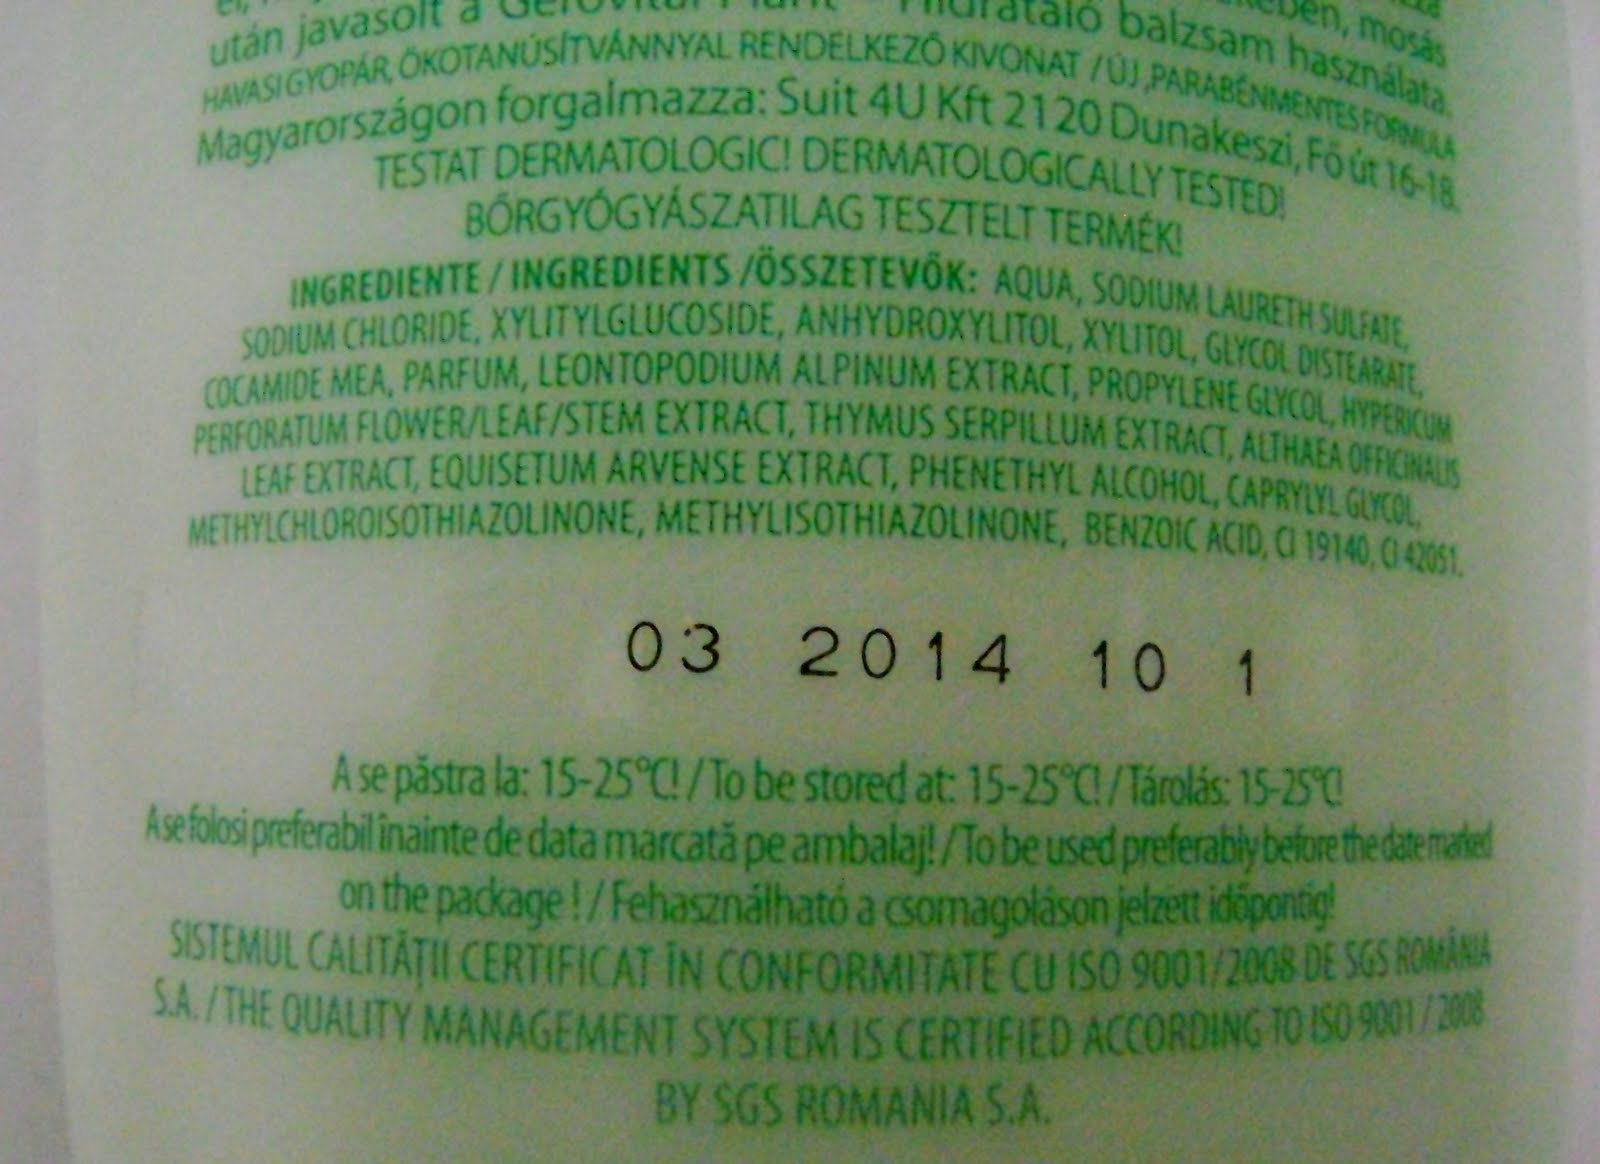 után javasolt a Gerovital Plant - Hidratáló balzsam használata.
HAVASI GYOPÁR, ÖKOTANÚSÍTVÁNNYAL RENDELKEZŐ KIVONAT / ÚJ, PARABÉNMENTES FORMULA
Magyarországon forgalmazza: Suit 4U Kft 2120 Dunakeszi, Fő út 16-18.
TESTAT DERMATOLOGIC! DERMATOLOGICALLY TESTED!
BŐRGYÓGYÁSZATILAG TESZTELT TERMÉK!
INGREDIENTE / INGREDIENTS /ÖSSZETEVŐK: AQUA, SODIUM LAURETH SULFATE,
SODIUM CHLORIDE, XYLITYLGLUCOSIDE, ANHYDROXYLITOL, XYLITOL, GLYCOL DISTEARATE,
COCAMIDE MEA, PARFUM, LEONTOPODIUM ALPINUM EXTRACT, PROPYLENE GLYCOL, HYPERICUM
PERFORATUM FLOWER/LEAF/STEM EXTRACT, THYMUS SERPILLUM EXTRACT, ALTHAEA OFFICINALIS
LEAF EXTRACT, EQUISETUM ARVENSE EXTRACT, PHENETHYL ALCOHOL, CAPRYLYL GLYCOL,
METHYLCHLOROISOTHIAZOLINONE, METHYLISOTHIAZOLINONE, BENZOIC ACID, CI 19140, CI 42051.
03 2014 10 1
A se păstra la: 15-25°C! / To be stored at: 15-25°C! / Tárolás: 15-25°C!
A se folosi preferabil înainte de data marcată pe ambalaj! / To be used preferably before the date marked
on the package ! / Fehasználható a csomagoláson jelzett időpontig!
SISTEMUL CALITĂŢII CERTIFICAT ÎN CONFORMITATE CU ISO 9001/2008 DE SGS ROMÂNIA
S.A. / THE QUALITY MANAGEMENT SYSTEM IS CERTIFIED ACCORDING TO ISO 9001 / 2008
BY SGS ROMANIA S.A.